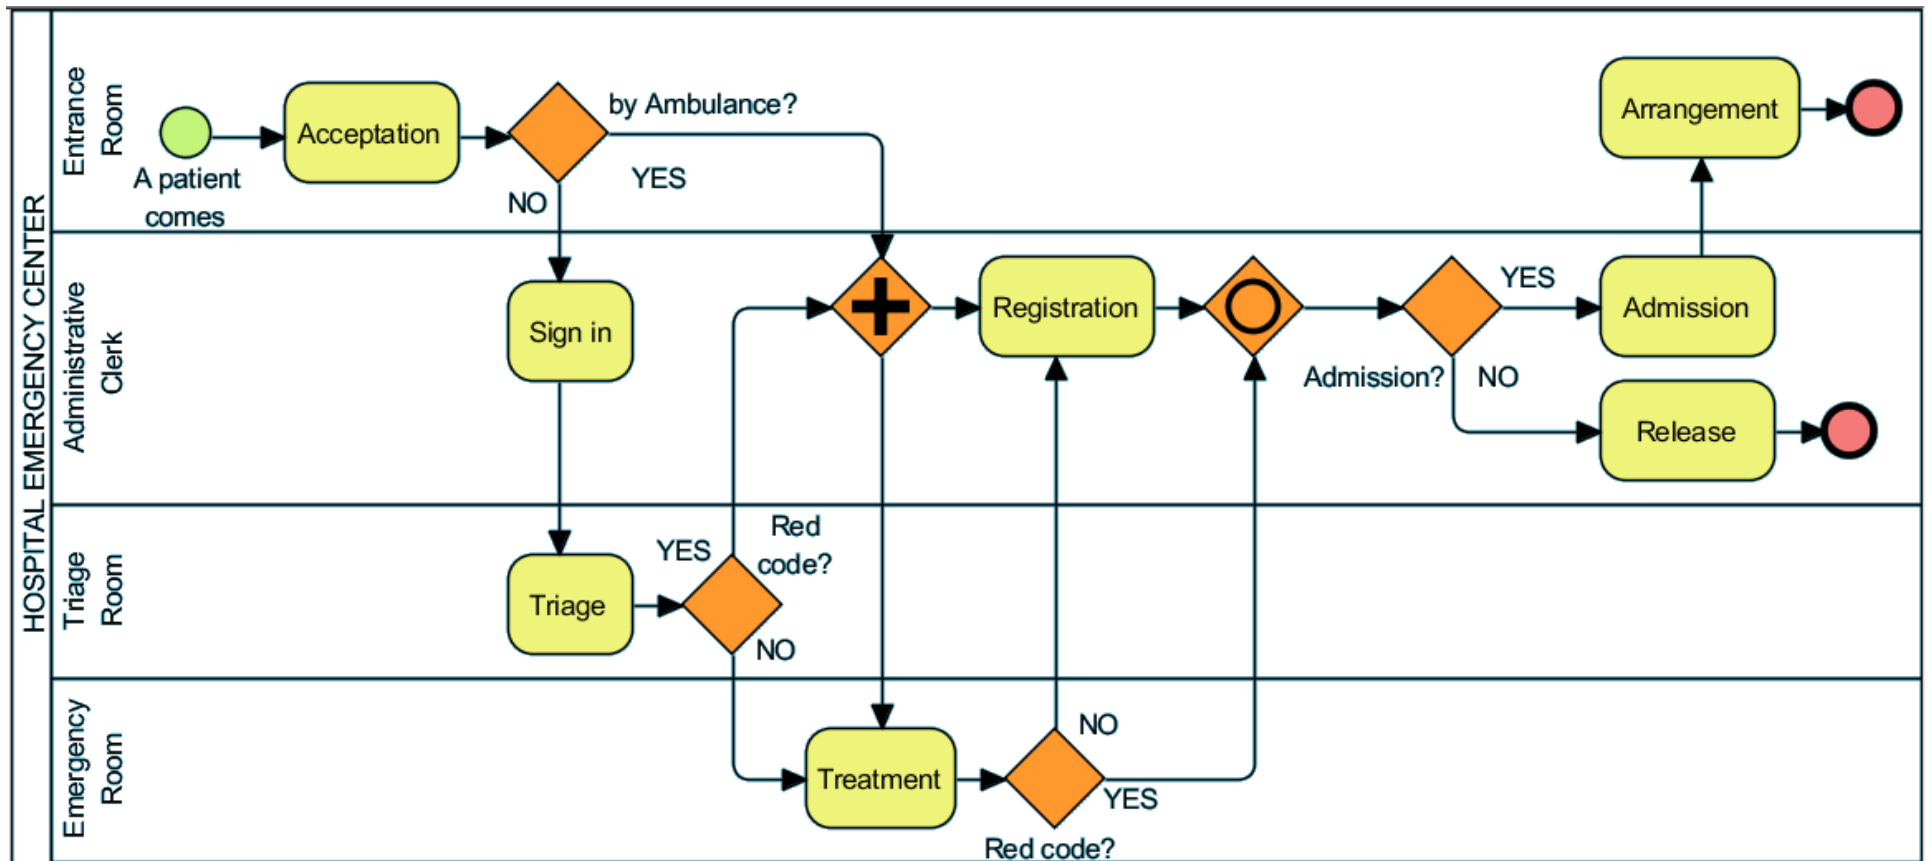 HOSPITAL EMERGENCY CENTER
Entrance
Room
A patient
comes
Acceptation
by Ambulance?
YES
NO
Arrangement
Administrative
Clerk
Sign in
Registration
Admission?
YES
NO
Admission
Release
Triage
Room
Triage
YES
Red
code?
NO
Emergency
Room
Treatment
NO
YES
Red code?